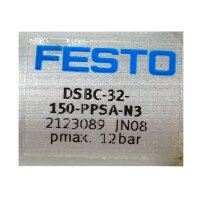 FESTO
DSBC-32-
150-PPSA-N3
2123089 JN08
pmax. 12bar